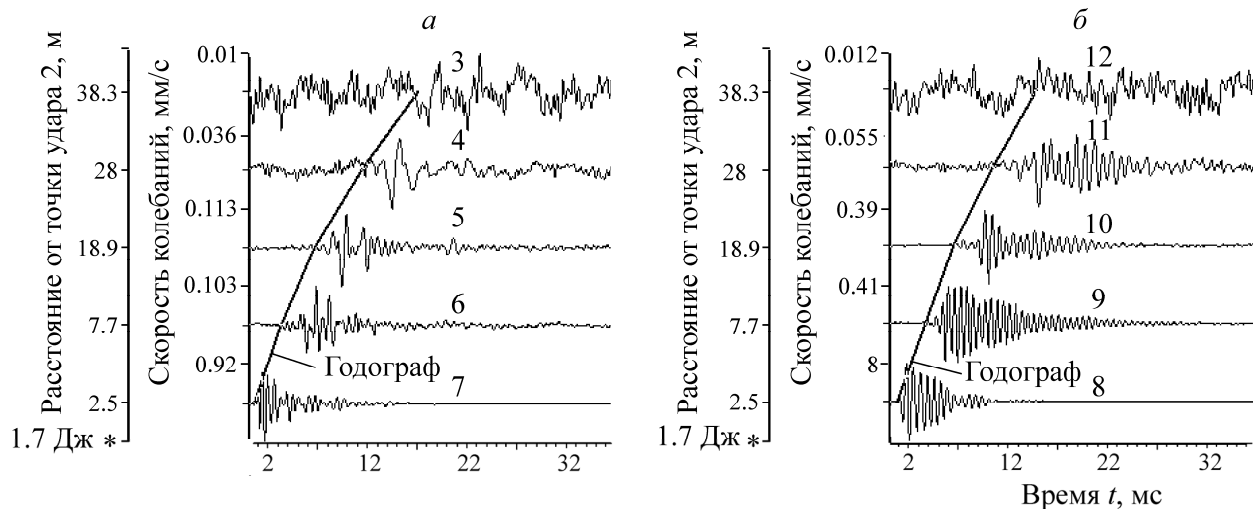 а
Расстояние от точки удара 2, м
38.3
28
18.9
7.7
2.5
1.7 Дж *
Скорость колебаний, мм/с
0.01
0.036
0.113
0.103
0.92
3
4
5
6
7
Годограф
2 12 22 32
б
Расстояние от точки удара 2, м
38.3
28
18.9
7.7
2.5
1.7 Дж *
Скорость колебаний, мм/с
0.012
0.055
0.39
0.41
8
12
11
10
9
8
Годограф
2 12 22 32
Время t, мс